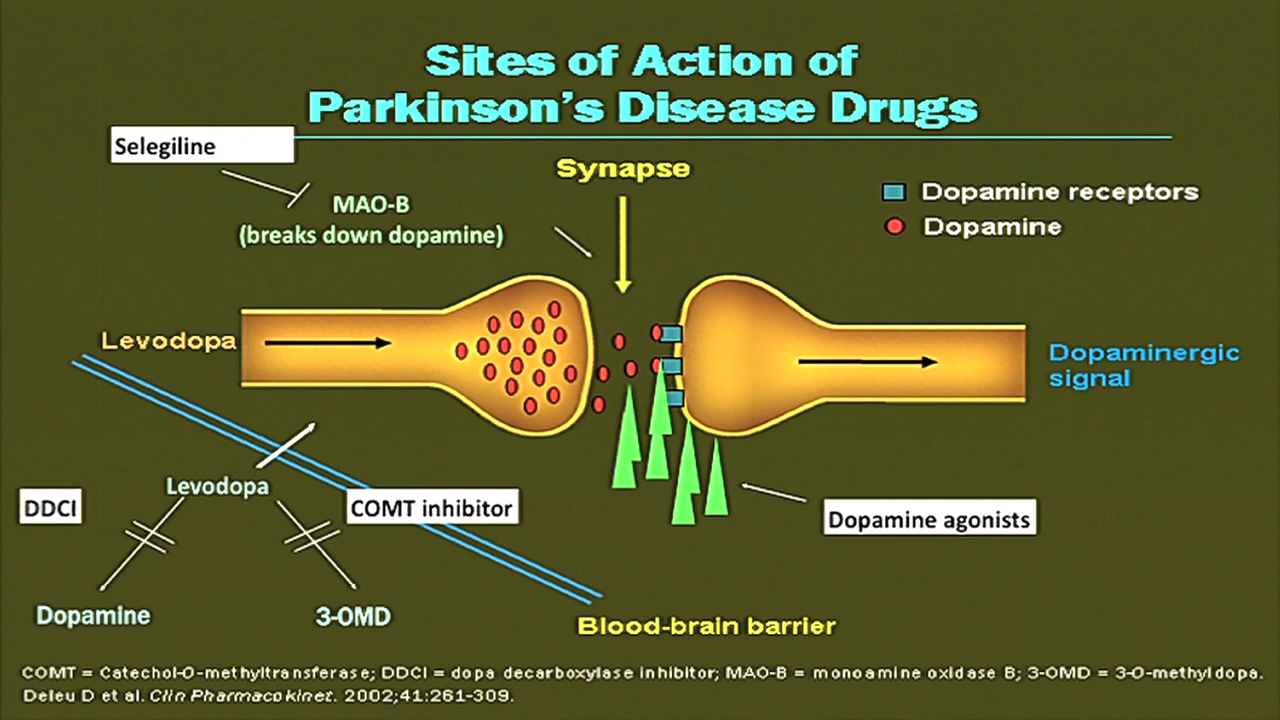 Sites of Action of
Parkinson's Disease Drugs
Selegiline
Synapse
MAO-B
(breaks down dopamine)
Dopamine receptors
Dopamine
Levodopa
Dopaminergic
signal
Levodopa
DDCI
COMT inhibitor
Dopamine agonists
Dopamine
3-OMD
Blood-brain barrier
COMT = Catechol-O-methyltransferase; DDCI = dopa decarboxylase inhibitor; MAO-B = monoamine oxidase B; 3-OMD = 3-O-methyldopa.
Deleu D et al. Clin Pharmacokinet. 2002;41:261-309.